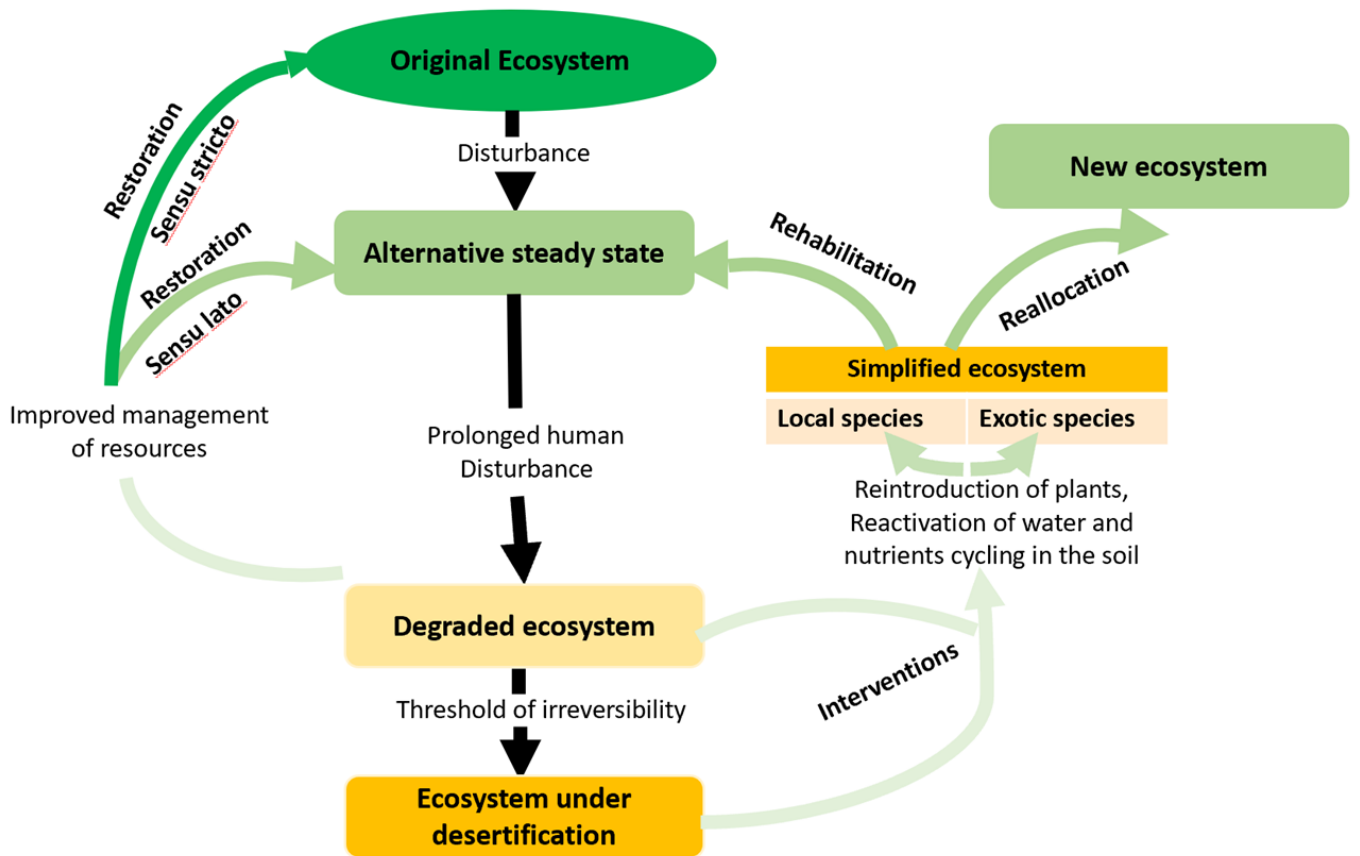 Original Ecosystem
Restoration
Sensu stricto
Disturbance
New ecosystem
Alternative steady state
Restoration
Sensu lato
Rehabilitation
Reallocation
Simplified ecosystem
Local species
Exotic species
Improved management
of resources
Prolonged human
Disturbance
Reintroduction of plants,
Reactivation of water and
nutrients cycling in the soil
Degraded ecosystem
Interventions
Threshold of irreversibility
Ecosystem under
desertification